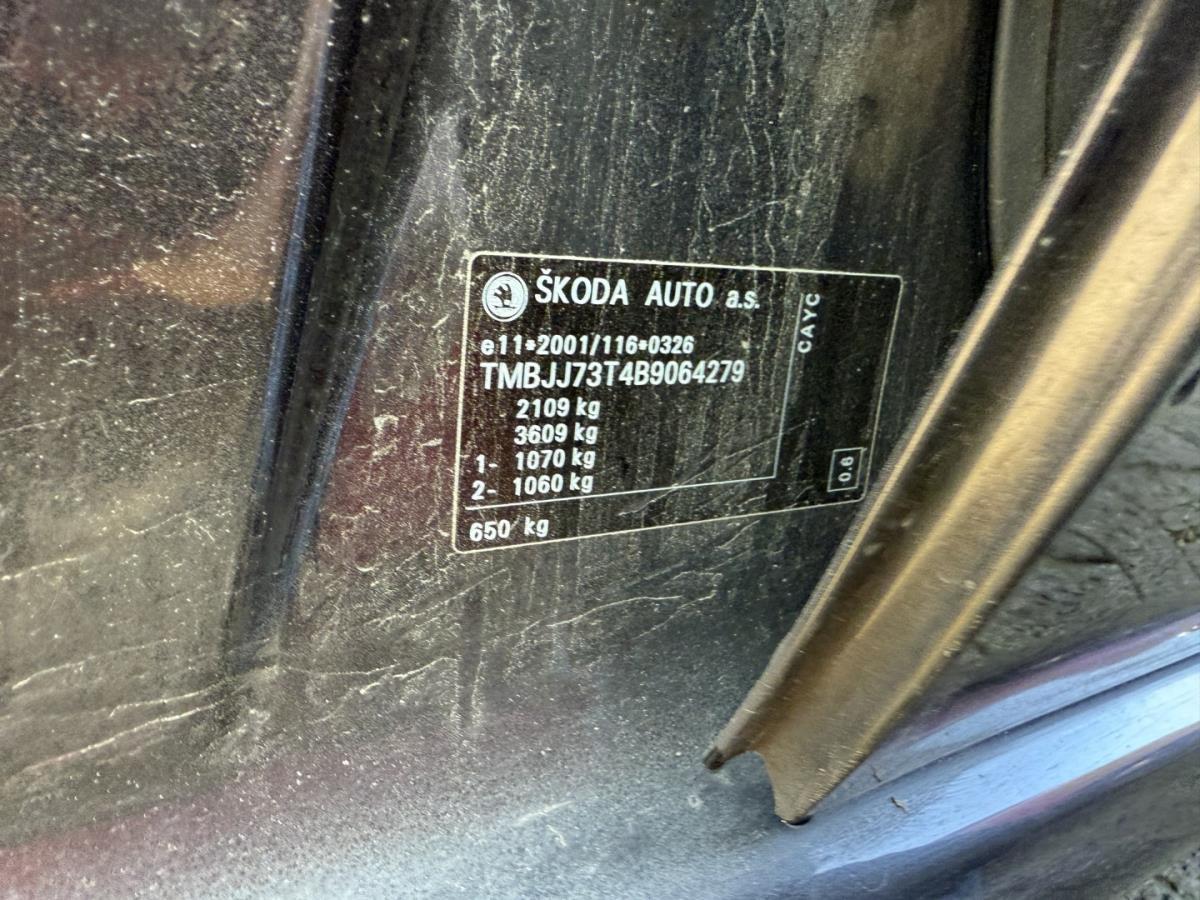 ŠKODA AUTO a.s.
e11*2001/116*0326
TMBJJ73T4B9064279
2109 kg
3609 kg
1- 1070 kg
2- 1060 kg
650 kg
CAYC
0.6